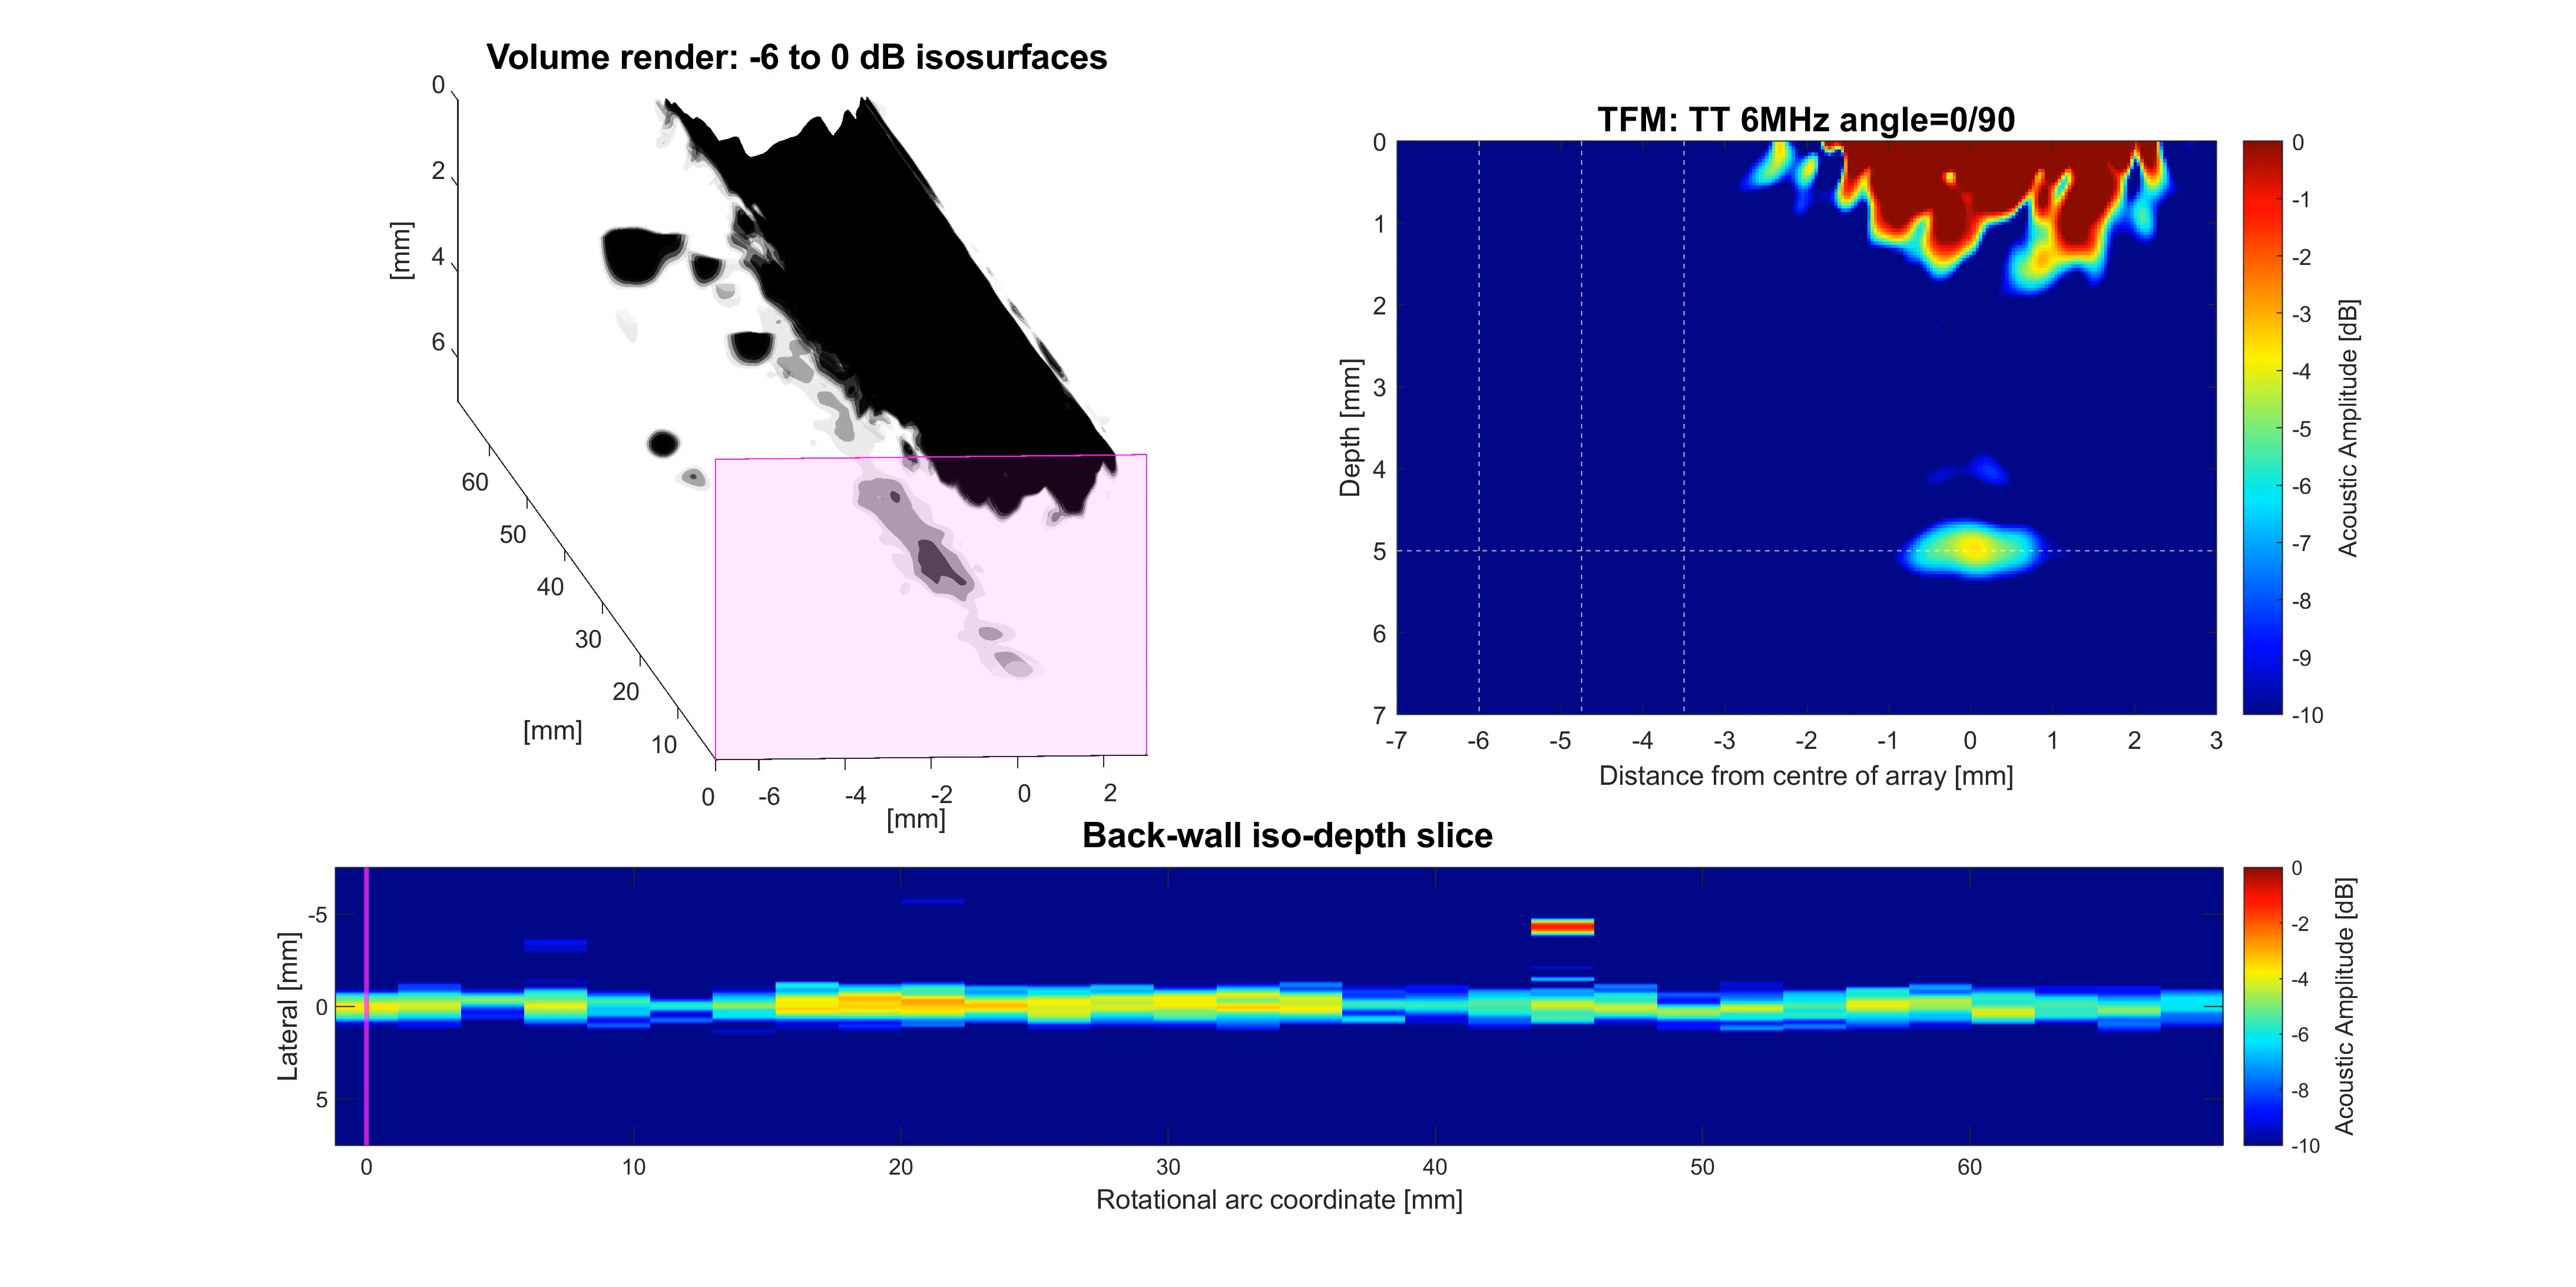 Volume render: -6 to 0 dB isosurfaces
0
2
4
6
[mm]
60
50
40
30
20
10
[mm]
0 -6 -4 -2 0 2
[mm]
TFM: TT 6MHz angle=0/90
0
1
2
3
4
5
6
7
Depth [mm]
-7 -6 -5 -4 -3 -2 -1 0 1 2 3
Distance from centre of array [mm]
0
-1
-2
-3
-4
-5
-6
-7
-8
-9
-10
Acoustic Amplitude [dB]
Back-wall iso-depth slice
-5
0
5
Lateral [mm]
0 10 20 30 40 50 60
Rotational arc coordinate [mm]
0
-2
-4
-6
-8
-10
Acoustic Amplitude [dB]